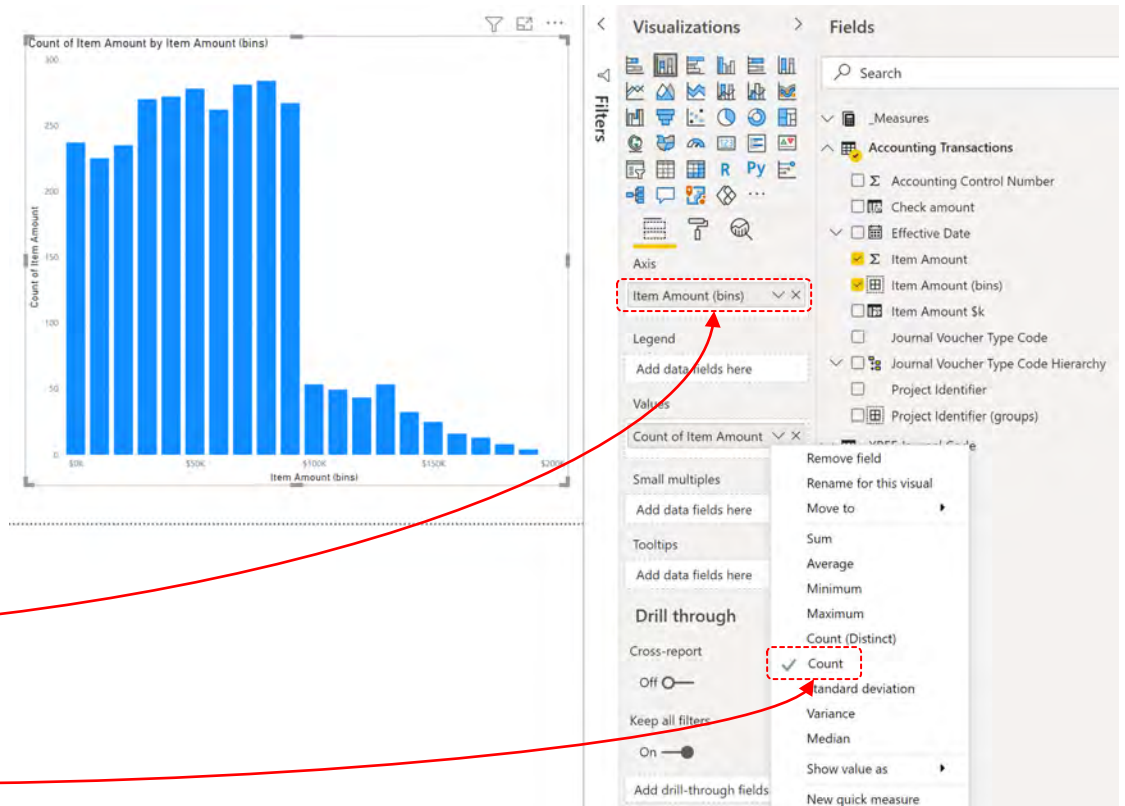 Count of Item Amount by Item Amount (bins)
300
250
200
150
100
50
0
Count of Item Amount
$0K
$50K
$100K
$150K
$200K
Item Amount (bins)
Filters
Visualizations
R
Py
Axis
Item Amount (bins)
Legend
Add data fields here
Values
Count of Item Amount
Small multiples
Add data fields here
Tooltips
Add data fields here
Drill through
Cross-report
Off
Keep all filters
On
Add drill-through fields
Remove field
Rename for this visual
Move to
Sum
Average
Minimum
Maximum
Count (Distinct)
Count
Standard deviation
Variance
Median
Show value as
New quick measure
Fields
Search
_Measures
Accounting Transactions
Accounting Control Number
Check amount
Effective Date
Item Amount
Item Amount (bins)
Item Amount $k
Journal Voucher Type Code
Journal Voucher Type Code Hierarchy
Project Identifier
Project Identifier (groups)